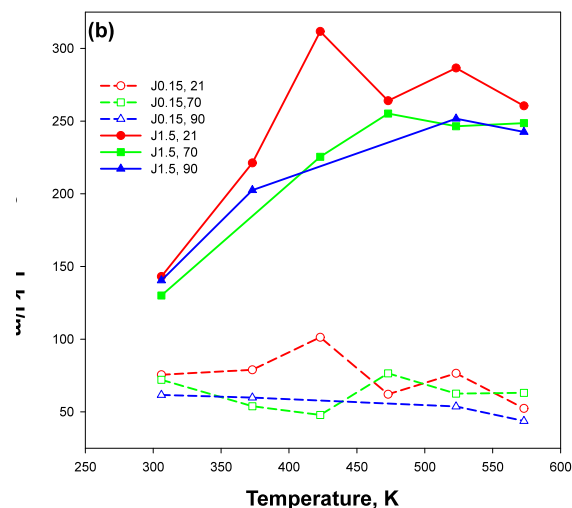 (b)
300
250
200
150
100
50
J0.15, 21
J0.15,70
J0.15, 90
J1.5, 21
J1.5, 70
J1.5, 90
250 300 350 400 450 500 550 600
Temperature, K